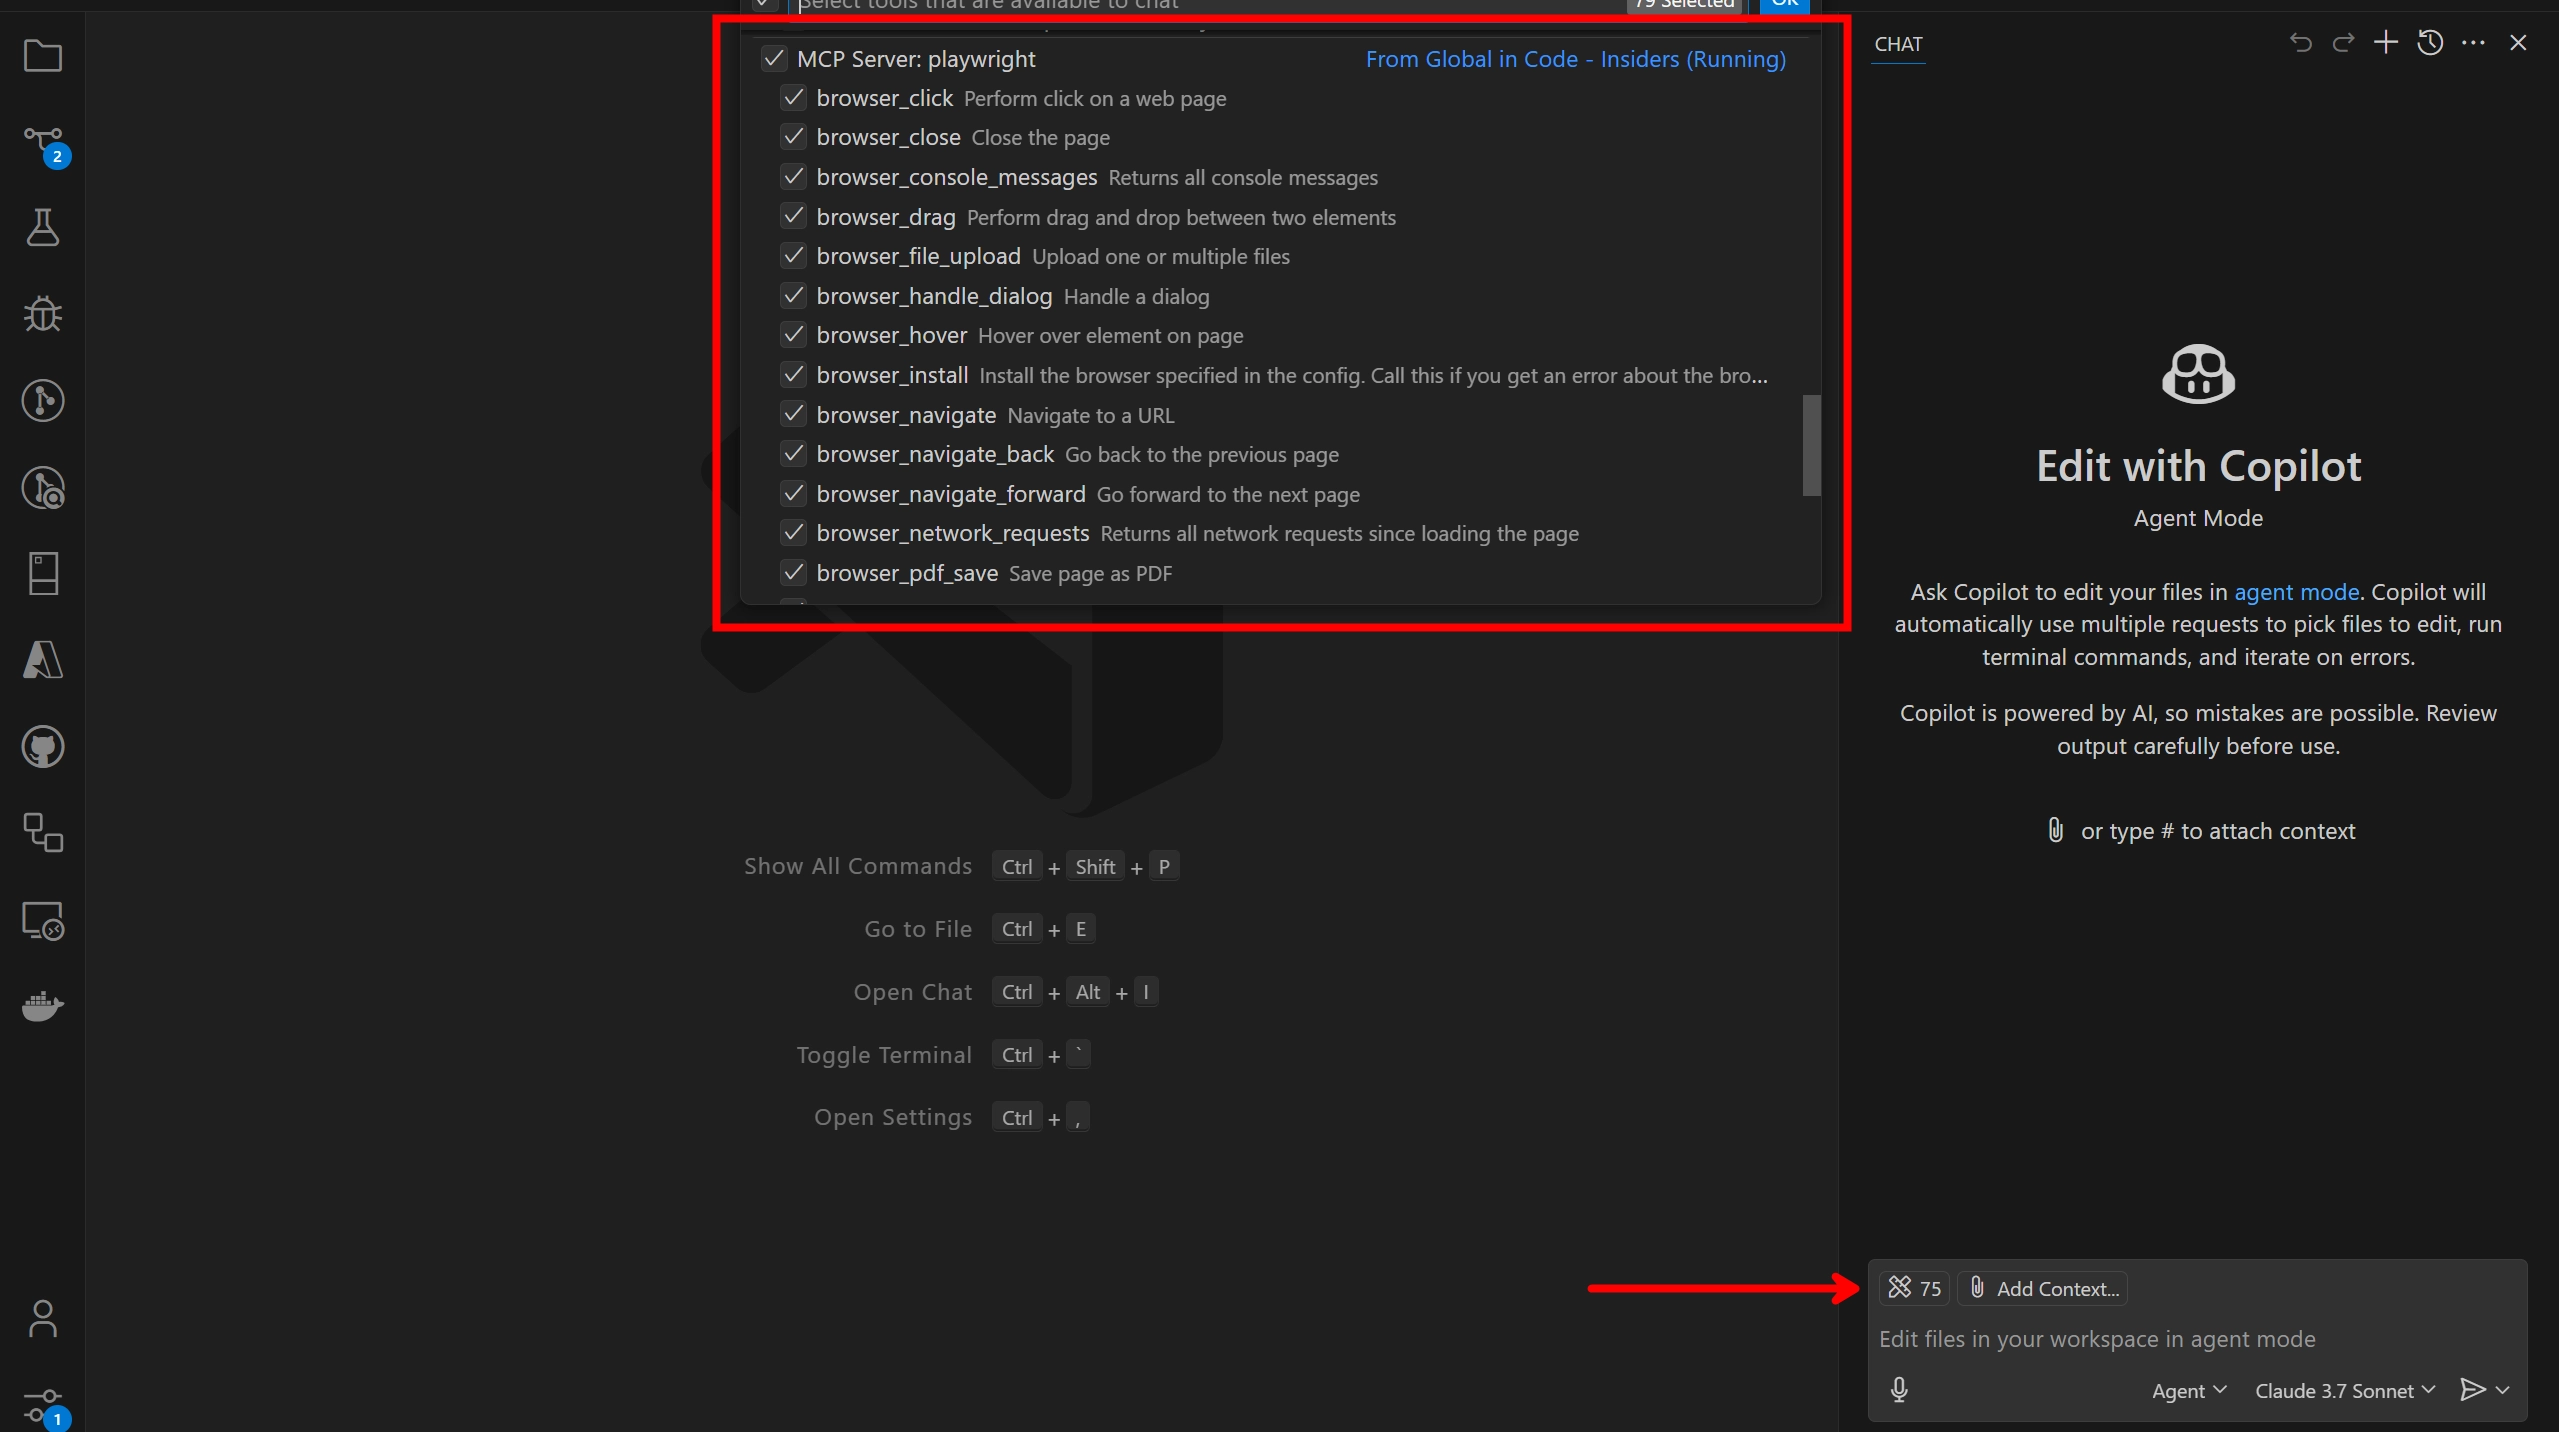 Select tools that are available to chat
79 Selected
OK
MCP Server: playwright
From Global in Code - Insiders (Running)
browser_click Perform click on a web page
browser_close Close the page
browser_console_messages Returns all console messages
browser_drag Perform drag and drop between two elements
browser_file_upload Upload one or multiple files
browser_handle_dialog Handle a dialog
browser_hover Hover over element on page
browser_install Install the browser specified in the config. Call this if you get an error about the bro...
browser_navigate Navigate to a URL
browser_navigate_back Go back to the previous page
browser_navigate_forward Go forward to the next page
browser_network_requests Returns all network requests since loading the page
browser_pdf_save Save page as PDF
2
Show All Commands Ctrl + Shift + P
Go to File Ctrl + E
Open Chat Ctrl + Alt + I
Toggle Terminal Ctrl + `
Open Settings Ctrl + ,
1
CHAT
Edit with Copilot
Agent Mode
Ask Copilot to edit your files in agent mode. Copilot will
automatically use multiple requests to pick files to edit, run
terminal commands, and iterate on errors.
Copilot is powered by AI, so mistakes are possible. Review
output carefully before use.
or type # to attach context
75 Add Context...
Edit files in your workspace in agent mode
Agent Claude 3.7 Sonnet